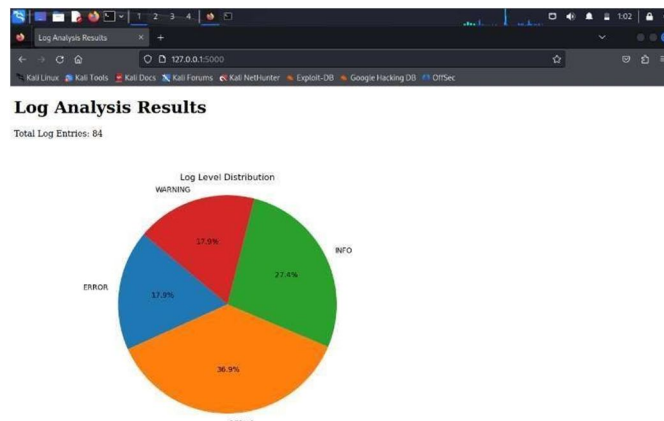 1 2 3 4
1:02
Log Analysis Results
127.0.0.1:5000
Kali Linux Kali Tools Kali Docs Kali Forums Kali NetHunter Exploit-DB Google Hacking DB OffSec
Log Analysis Results
Total Log Entries: 84
Log Level Distribution
WARNING
17.9%
INFO
27.4%
ERROR
17.9%
36.9%